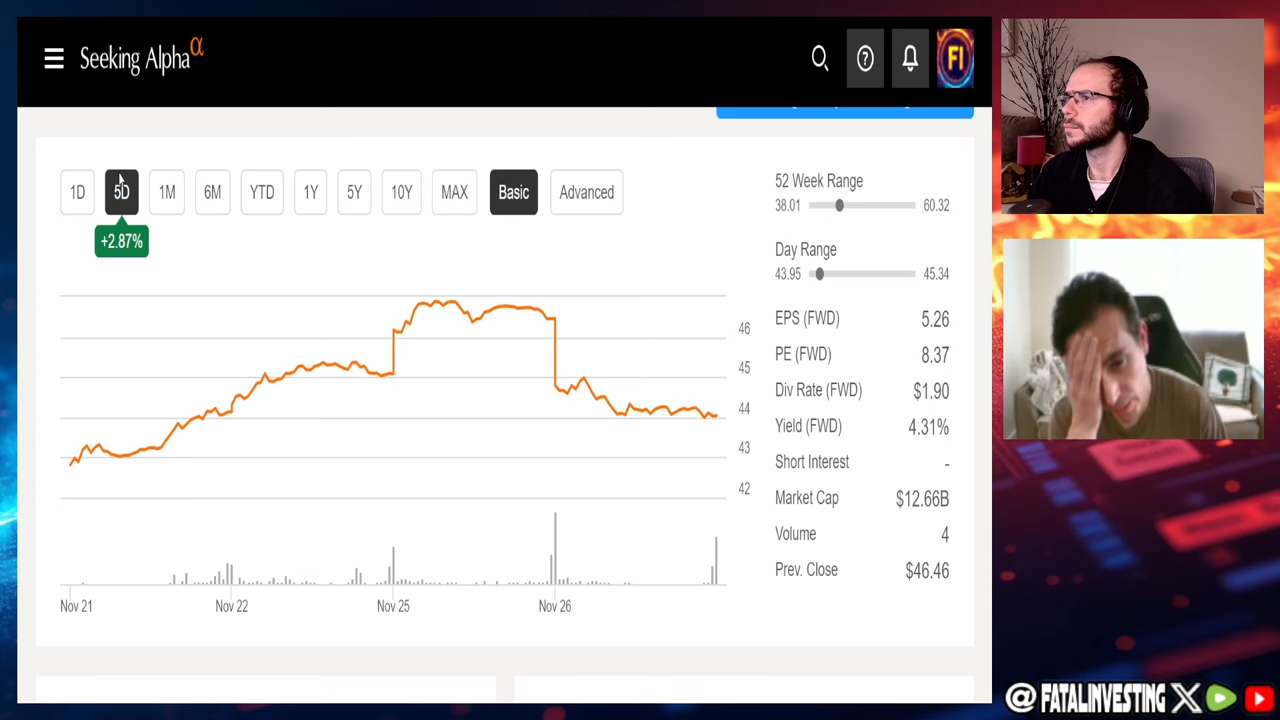 Seeking Alpha α
FI
1D 5D 1M 6M YTD 1Y 5Y 10Y MAX Basic Advanced
+2.87%
46
45
44
43
42
Nov 21 Nov 22 Nov 25 Nov 26
52 Week Range
38.01 60.32
Day Range
43.95 45.34
EPS (FWD) 5.26
PE (FWD) 8.37
Div Rate (FWD) $1.90
Yield (FWD) 4.31%
Short Interest -
Market Cap $12.66B
Volume 4
Prev. Close $46.46
@FATALINVESTING X